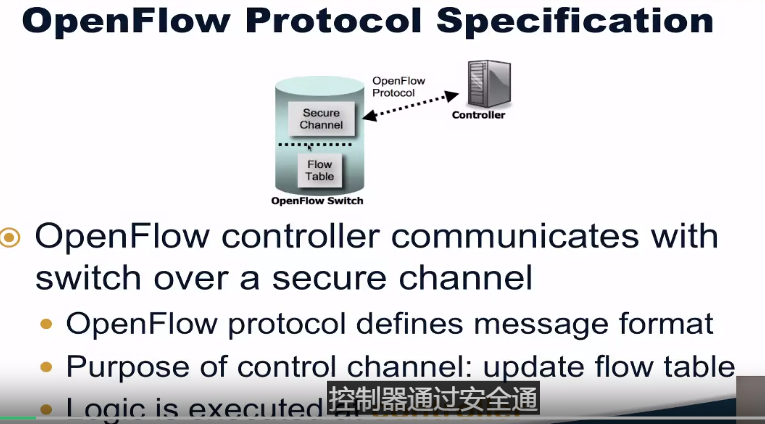 OpenFlow Protocol Specification
OpenFlow
Protocol
Secure
Channel
Controller
Flow
Table
OpenFlow Switch
OpenFlow controller communicates with
switch over a secure channel
• OpenFlow protocol defines message format
• Purpose of control channel: update flow table
• Logic is executed
控制器通过安全通